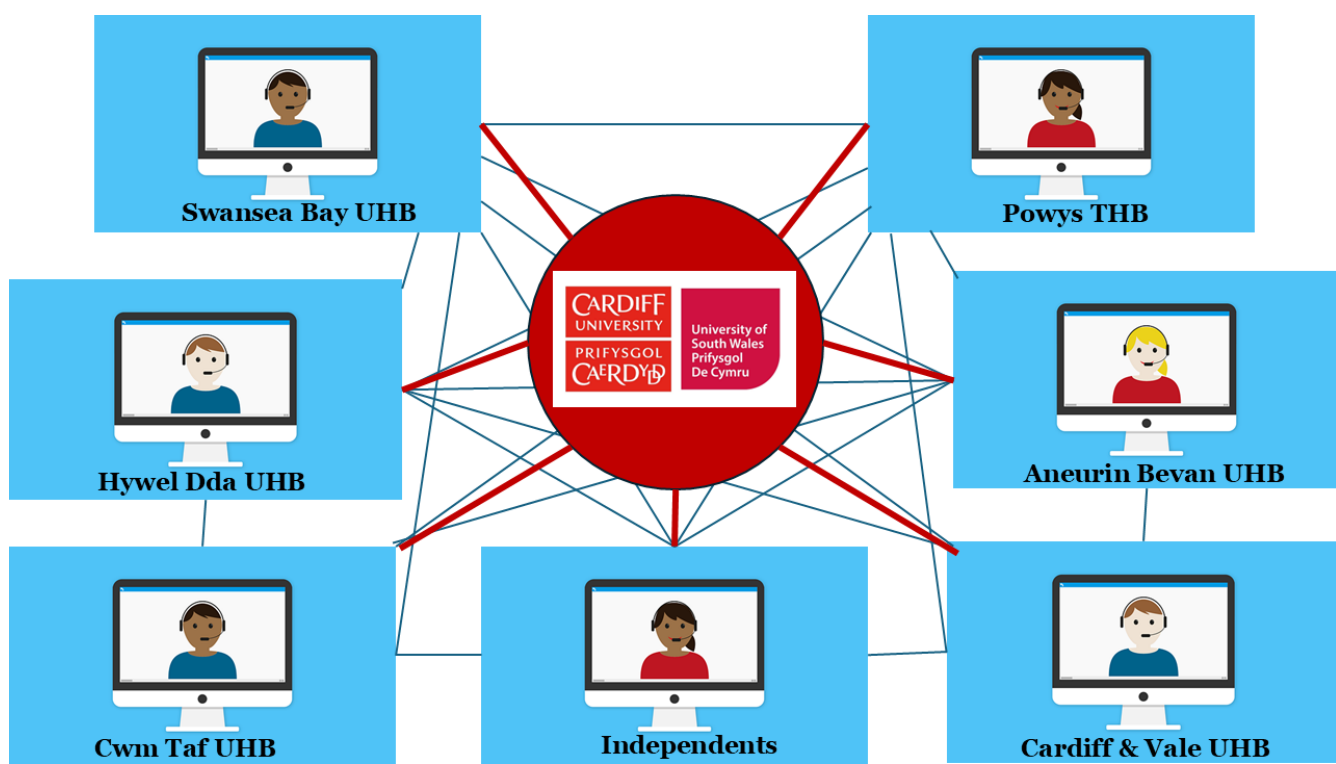 Swansea Bay UHB
Powys THB
CARDIFF
UNIVERSITY
PRIFYSGOL
CAERDYDD
University of
South Wales
Prifysgol
De Cymru
Hywel Dda UHB
Aneurin Bevan UHB
Cwm Taf UHB
Independents
Cardiff & Vale UHB